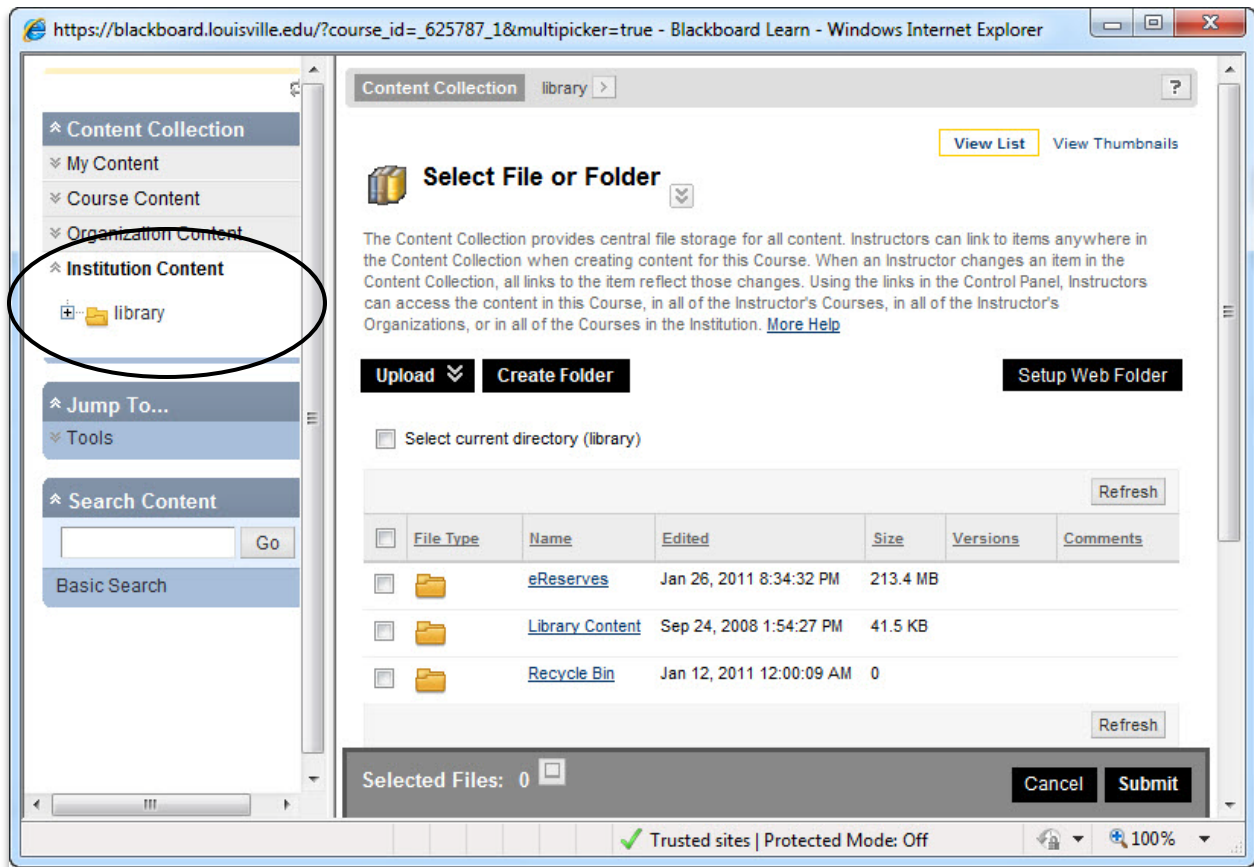 https://blackboard.louisville.edu/?course_id=_625787_1&multipicker=true - Blackboard Learn - Windows Internet Explorer
Content Collection
My Content
Course Content
Organization Content
Institution Content
library
Jump To...
Tools
Search Content
Go
Basic Search
Content Collection library >
?
View List View Thumbnails
Select File or Folder
The Content Collection provides central file storage for all content. Instructors can link to items anywhere in
the Content Collection when creating content for this Course. When an Instructor changes an item in the
Content Collection, all links to the item reflect those changes. Using the links in the Control Panel, Instructors
can access the content in this Course, in all of the Instructor's Courses, in all of the Instructor's
Organizations, or in all of the Courses in the Institution. More Help
Upload Create Folder Setup Web Folder
Select current directory (library)
Refresh
File Type Name Edited Size Versions Comments
eReserves Jan 26, 2011 8:34:32 PM 213.4 MB
Library Content Sep 24, 2008 1:54:27 PM 41.5 KB
Recycle Bin Jan 12, 2011 12:00:09 AM 0
Refresh
Selected Files: 0 Cancel Submit
Trusted sites | Protected Mode: Off 100%